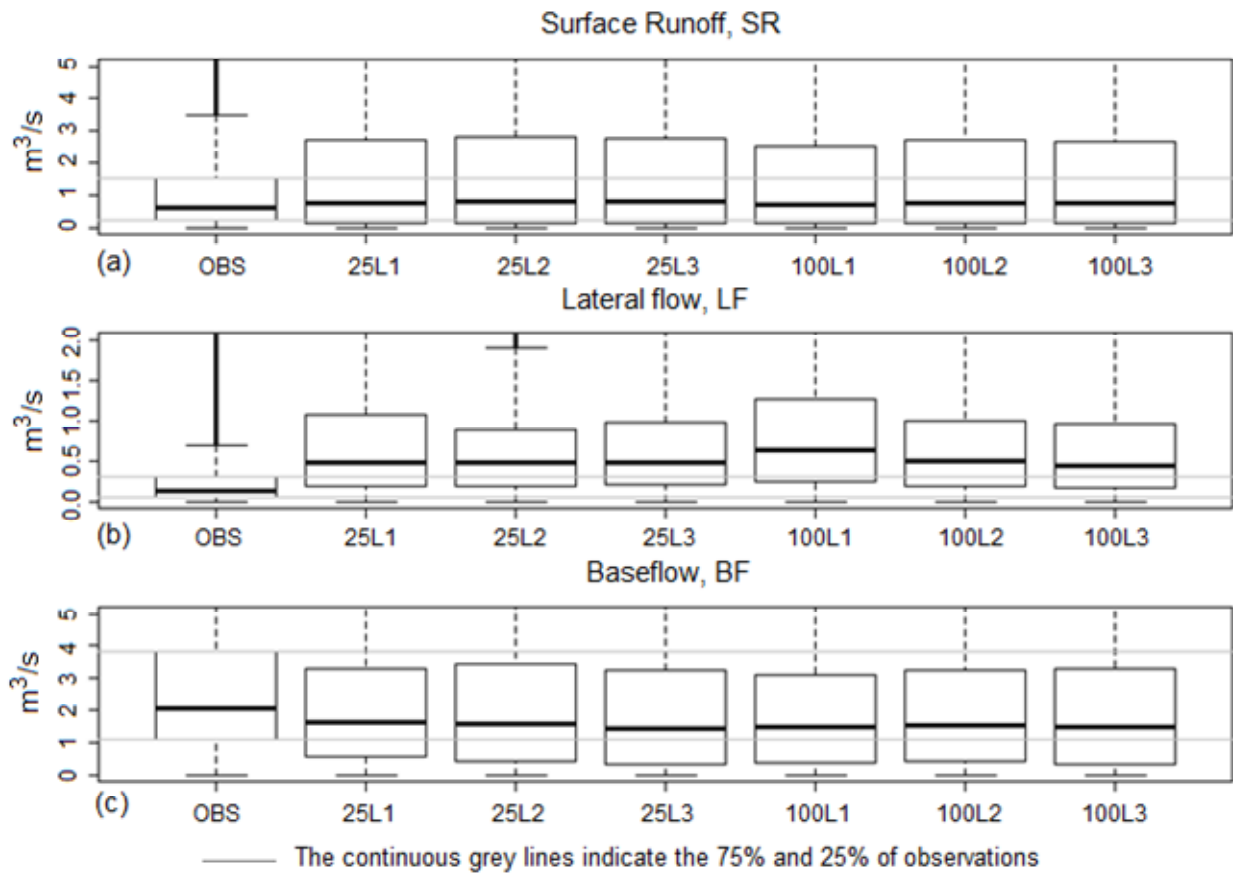 Surface Runoff, SR
m³/s
5
4
3
2
1
0
(a)
OBS 25L1 25L2 25L3 100L1 100L2 100L3
Lateral flow, LF
m³/s
2.0
1.5
1.0
0.5
0.0
(b)
OBS 25L1 25L2 25L3 100L1 100L2 100L3
Baseflow, BF
m³/s
5
4
3
2
1
0
(c)
OBS 25L1 25L2 25L3 100L1 100L2 100L3
The continuous grey lines indicate the 75% and 25% of observations